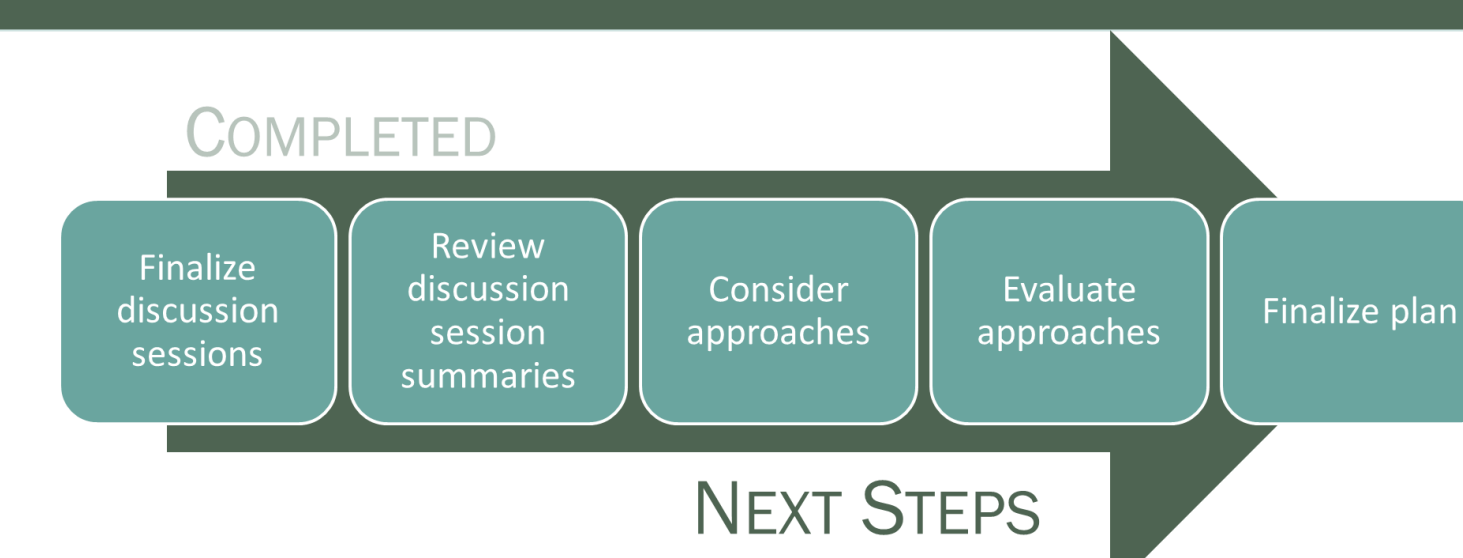 COMPLETED
Finalize
discussion
sessions
Review
discussion
session
summaries
Consider
approaches
Evaluate
approaches
Finalize plan
NEXT STEPS